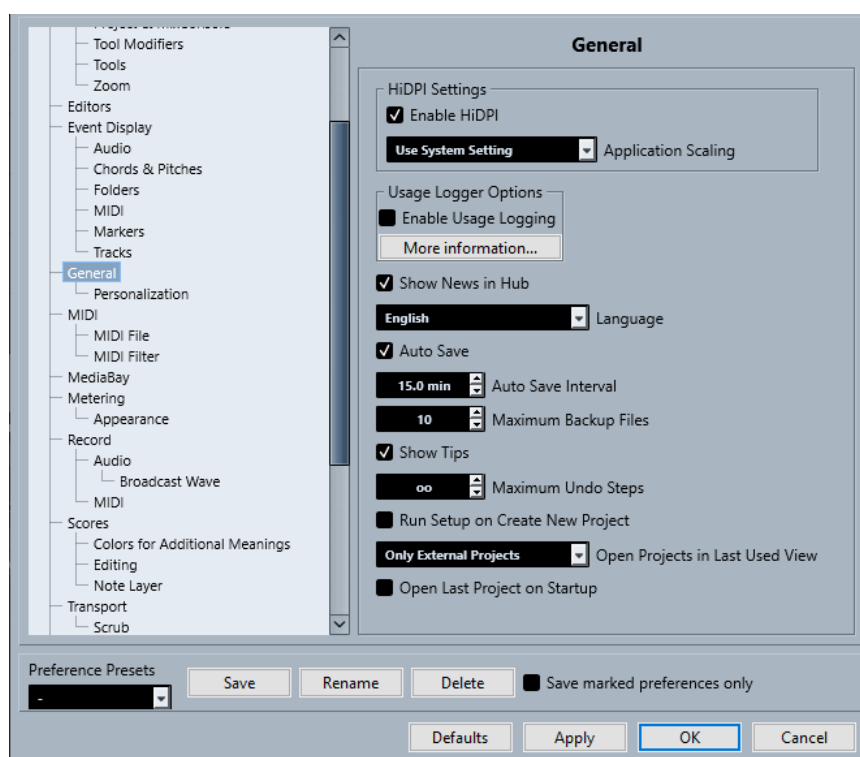 Tool Modifiers
Tools
Zoom
Editors
Event Display
Audio
Chords & Pitches
Folders
MIDI
Markers
Tracks
General
Personalization
MIDI
MIDI File
MIDI Filter
MediaBay
Metering
Appearance
Record
Audio
Broadcast Wave
MIDI
Scores
Colors for Additional Meanings
Editing
Note Layer
Transport
Scrub
General
HiDPI Settings
Enable HiDPI
Use System Setting Application Scaling
Usage Logger Options
Enable Usage Logging
More information...
Show News in Hub
English Language
Auto Save
15.0 min Auto Save Interval
10 Maximum Backup Files
Show Tips
oo Maximum Undo Steps
Run Setup on Create New Project
Only External Projects Open Projects in Last Used View
Open Last Project on Startup
Preference Presets
- Save Rename Delete Save marked preferences only
Defaults Apply OK Cancel